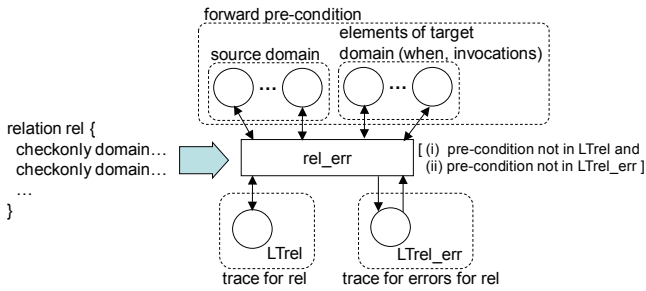 forward pre-condition
elements of target
domain (when, invocations)
source domain
... ...
relation rel {
checkonly domain…
checkonly domain…
…
}
rel_err
[ (i) pre-condition not in LTrel and
(ii) pre-condition not in LTrel_err ]
LTrel
LTrel_err
trace for rel
trace for errors for rel